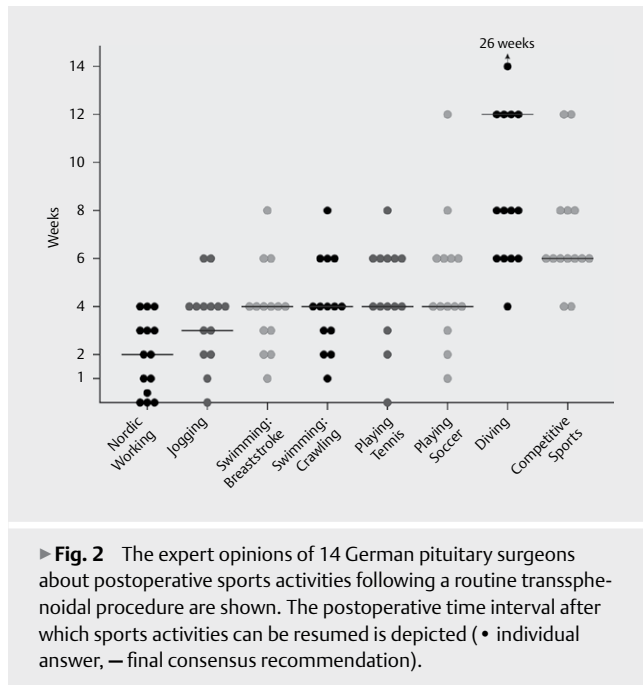 26 weeks
14
12
10
8
6
4
2
1
Weeks
Nordic
Working
Jogging
Swimming:
Breaststroke
Swimming:
Crawling
Playing
Tennis
Playing
Soccer
Diving
Competitive
Sports
►Fig. 2 The expert opinions of 14 German pituitary surgeons
about postoperative sports activities following a routine transsphe-
noidal procedure are shown. The postoperative time interval after
which sports activities can be resumed is depicted ( • individual
answer, — final consensus recommendation).